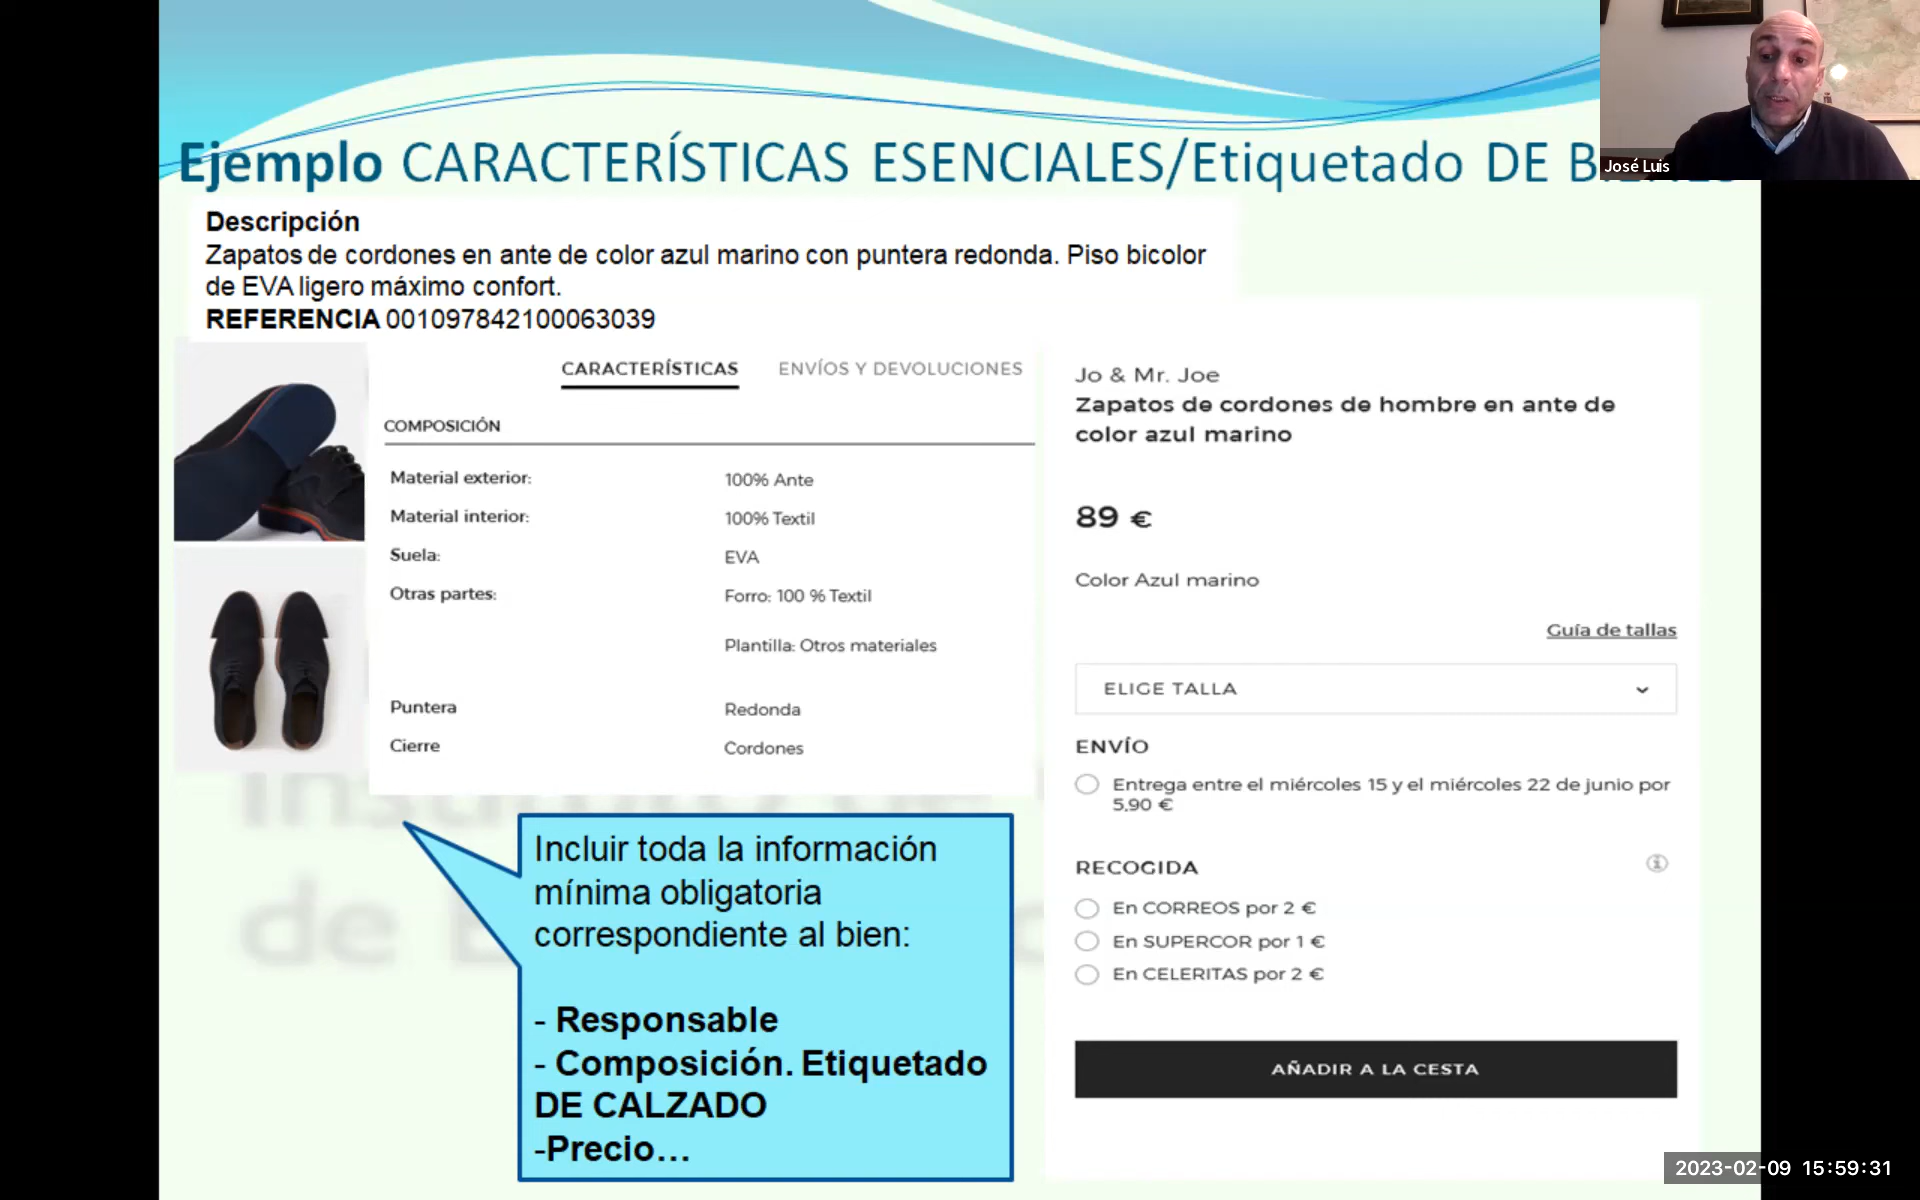 Ejemplo CARACTERÍSTICAS ESENCIALES/Etiquetado DE
José Luis
Descripción
Zapatos de cordones en ante de color azul marino con puntera redonda. Piso bicolor
de EVA ligero máximo confort.
REFERENCIA 001097842100063039
CARACTERÍSTICAS ENVÍOS Y DEVOLUCIONES
COMPOSICIÓN
Material exterior: 100% Ante
Material interior: 100% Textil
Suela: EVA
Otras partes: Forro: 100 % Textil
Plantilla: Otros materiales
Puntera Redonda
Cierre Cordones
Jo & Mr. Joe
Zapatos de cordones de hombre en ante de
color azul marino
89 €
Color Azul marino
Guía de tallas
ELIGE TALLA
ENVÍO
Entrega entre el miércoles 15 y el miércoles 22 de junio por
5,90 €
RECOGIDA
En CORREOS por 2 €
En SUPERCOR por 1 €
En CELERITAS por 2 €
AÑADIR A LA CESTA
Incluir toda la información
mínima obligatoria
correspondiente al bien:
- Responsable
- Composición. Etiquetado
DE CALZADO
-Precio...
de
2023-02-09 15:59:31